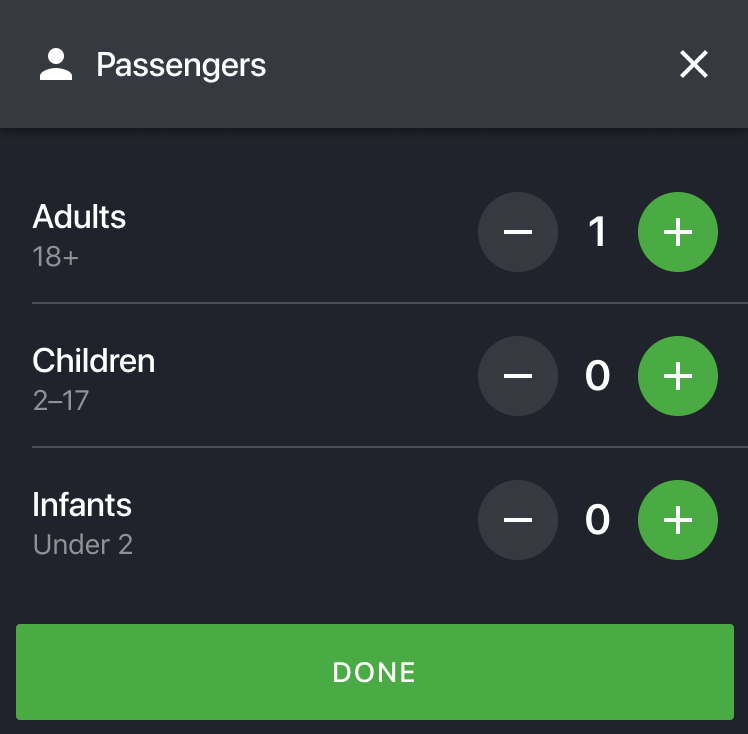 Passengers
Adults
18+
1
Children
2–17
0
Infants
Under 2
0
DONE